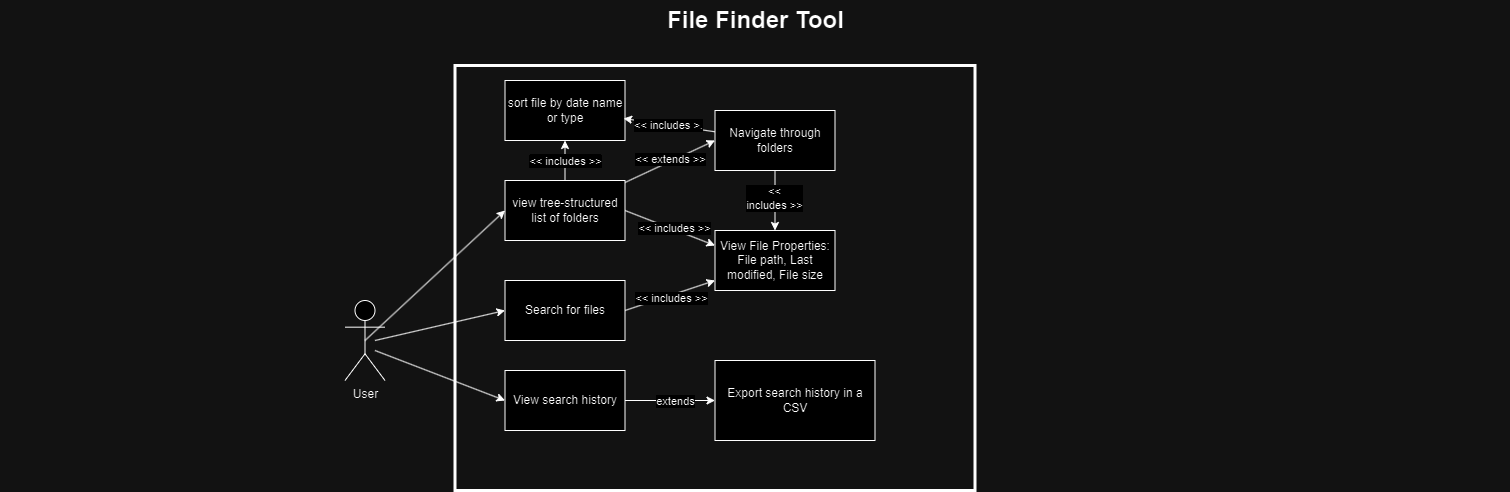 File Finder Tool
sort file by date name
or type
<< includes >
Navigate through
folders
<< includes >>
<< extends >>
<<
includes >>
view tree-structured
list of folders
<< includes >>
View File Properties:
File path, Last
modified, File size
Search for files
<< includes >>
User
View search history
extends
Export search history in a
CSV